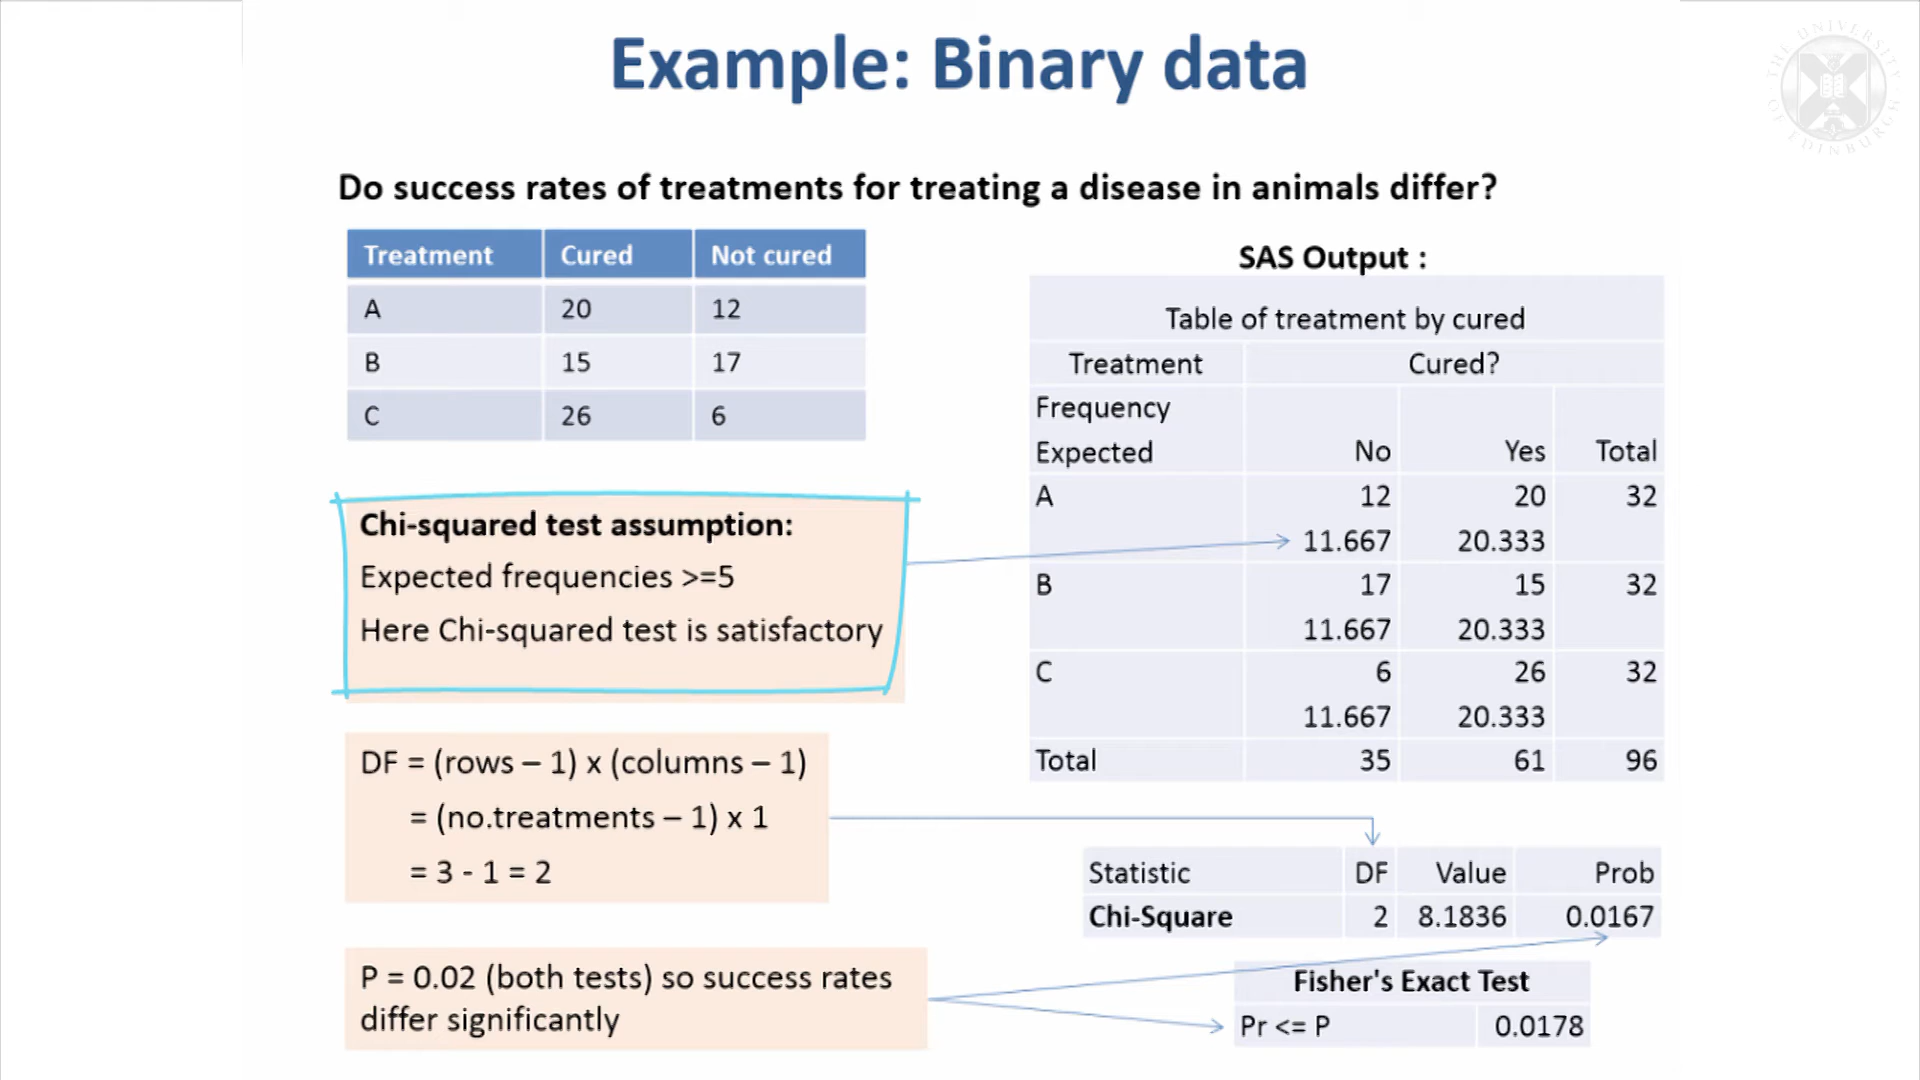 Example: Binary data
THE UNIVERSITY OF EDINBURGH
Do success rates of treatments for treating a disease in animals differ?
Treatment Cured Not cured
A 20 12
B 15 17
C 26 6
Chi-squared test assumption:
Expected frequencies >=5
Here Chi-squared test is satisfactory
DF = (rows – 1) x (columns – 1)
= (no.treatments – 1) x 1
= 3 - 1 = 2
P = 0.02 (both tests) so success rates
differ significantly
SAS Output :
Table of treatment by cured
Treatment Cured?
Frequency
Expected No Yes Total
A 12 20 32
11.667 20.333
B 17 15 32
11.667 20.333
C 6 26 32
11.667 20.333
Total 35 61 96
Statistic DF Value Prob
Chi-Square 2 8.1836 0.0167
Fisher's Exact Test
Pr <= P 0.0178